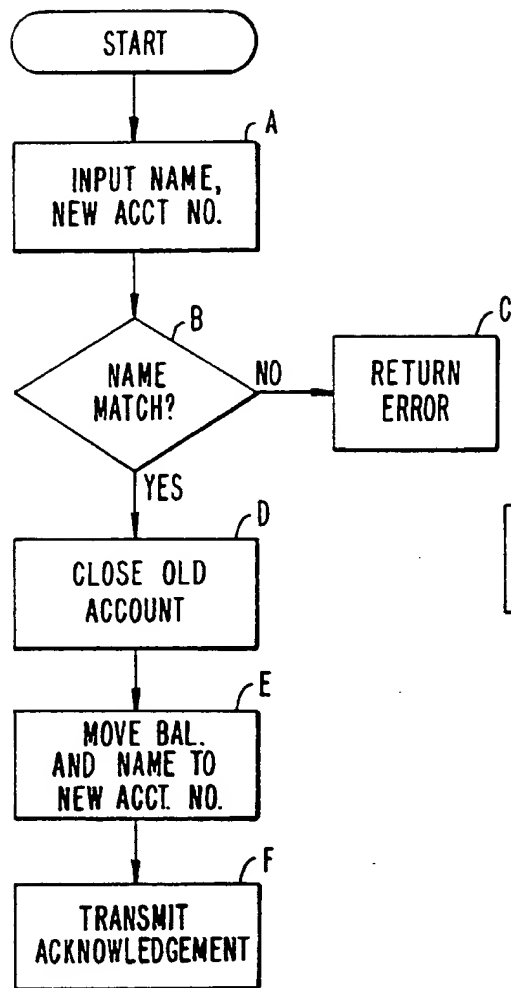 START
A
INPUT NAME,
NEW ACCT NO.
B
NAME
MATCH?
NO
C
RETURN
ERROR
YES
D
CLOSE OLD
ACCOUNT
E
MOVE BAL.
AND NAME TO
NEW ACCT. NO.
F
TRANSMIT
ACKNOWLEDGEMENT